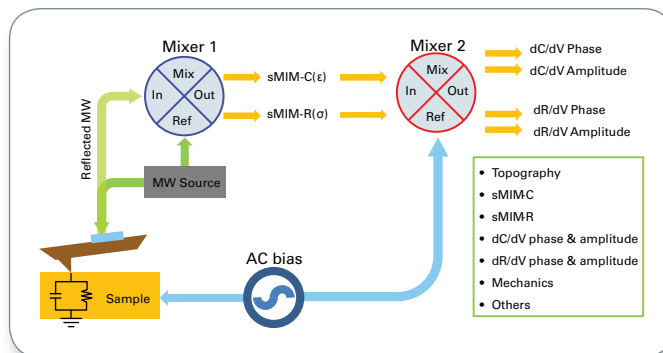 Mixer 1
Mix
In
Out
Ref
sMIM-C(ε)
sMIM-R(σ)
Mixer 2
Mix
In
Out
Ref
dC/dV Phase
dC/dV Amplitude
dR/dV Phase
dR/dV Amplitude
Reflected MW
MW Source
AC bias
Sample
• Topography
• sMIM-C
• sMIM-R
• dC/dV phase & amplitude
• dR/dV phase & amplitude
• Mechanics
• Others